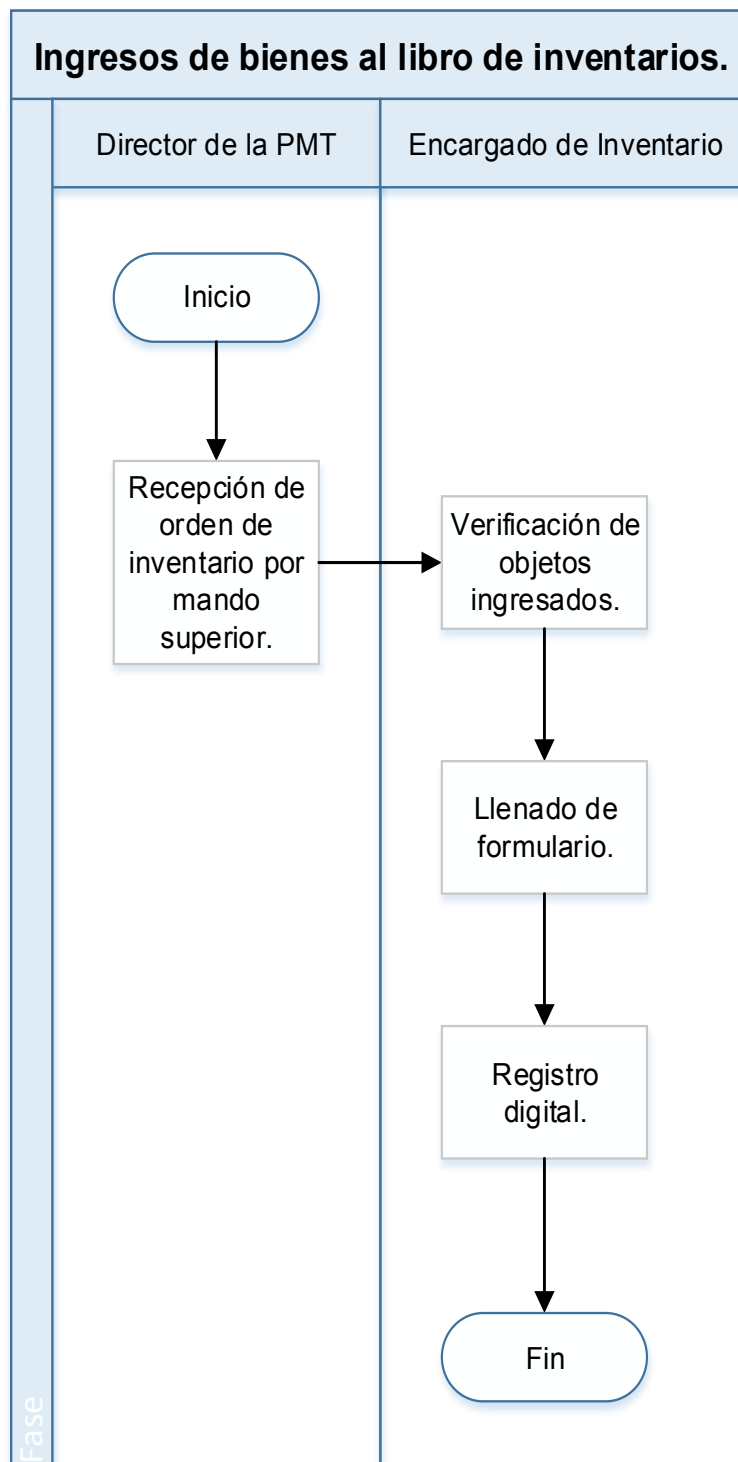 Ingresos de bienes al libro de inventarios.
Director de la PMT
Encargado de Inventario
Inicio
Recepción de
orden de
inventario por
mando
superior.
Verificación de
objetos
ingresados.
Llenado de
formulario.
Registro
digital.
Fin
Fase